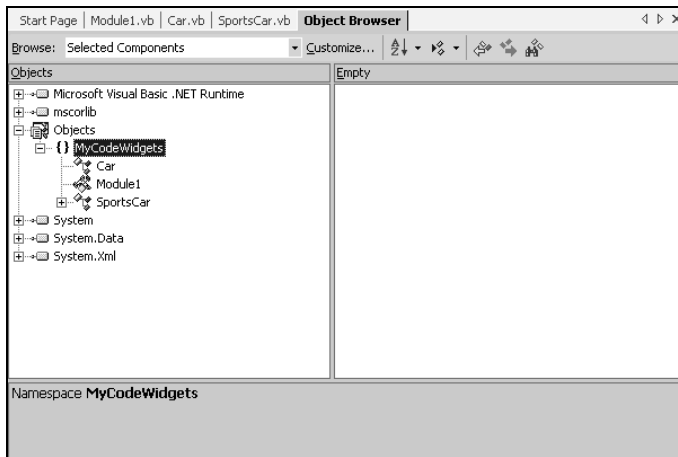 Start Page | Module1.vb | Car.vb | SportsCar.vb Object Browser
Browse: Selected Components Customize...
Objects
Empty
Microsoft Visual Basic .NET Runtime
mscorlib
Objects
{} MyCodeWidgets
Car
Module1
SportsCar
System
System.Data
System.Xml
Namespace MyCodeWidgets